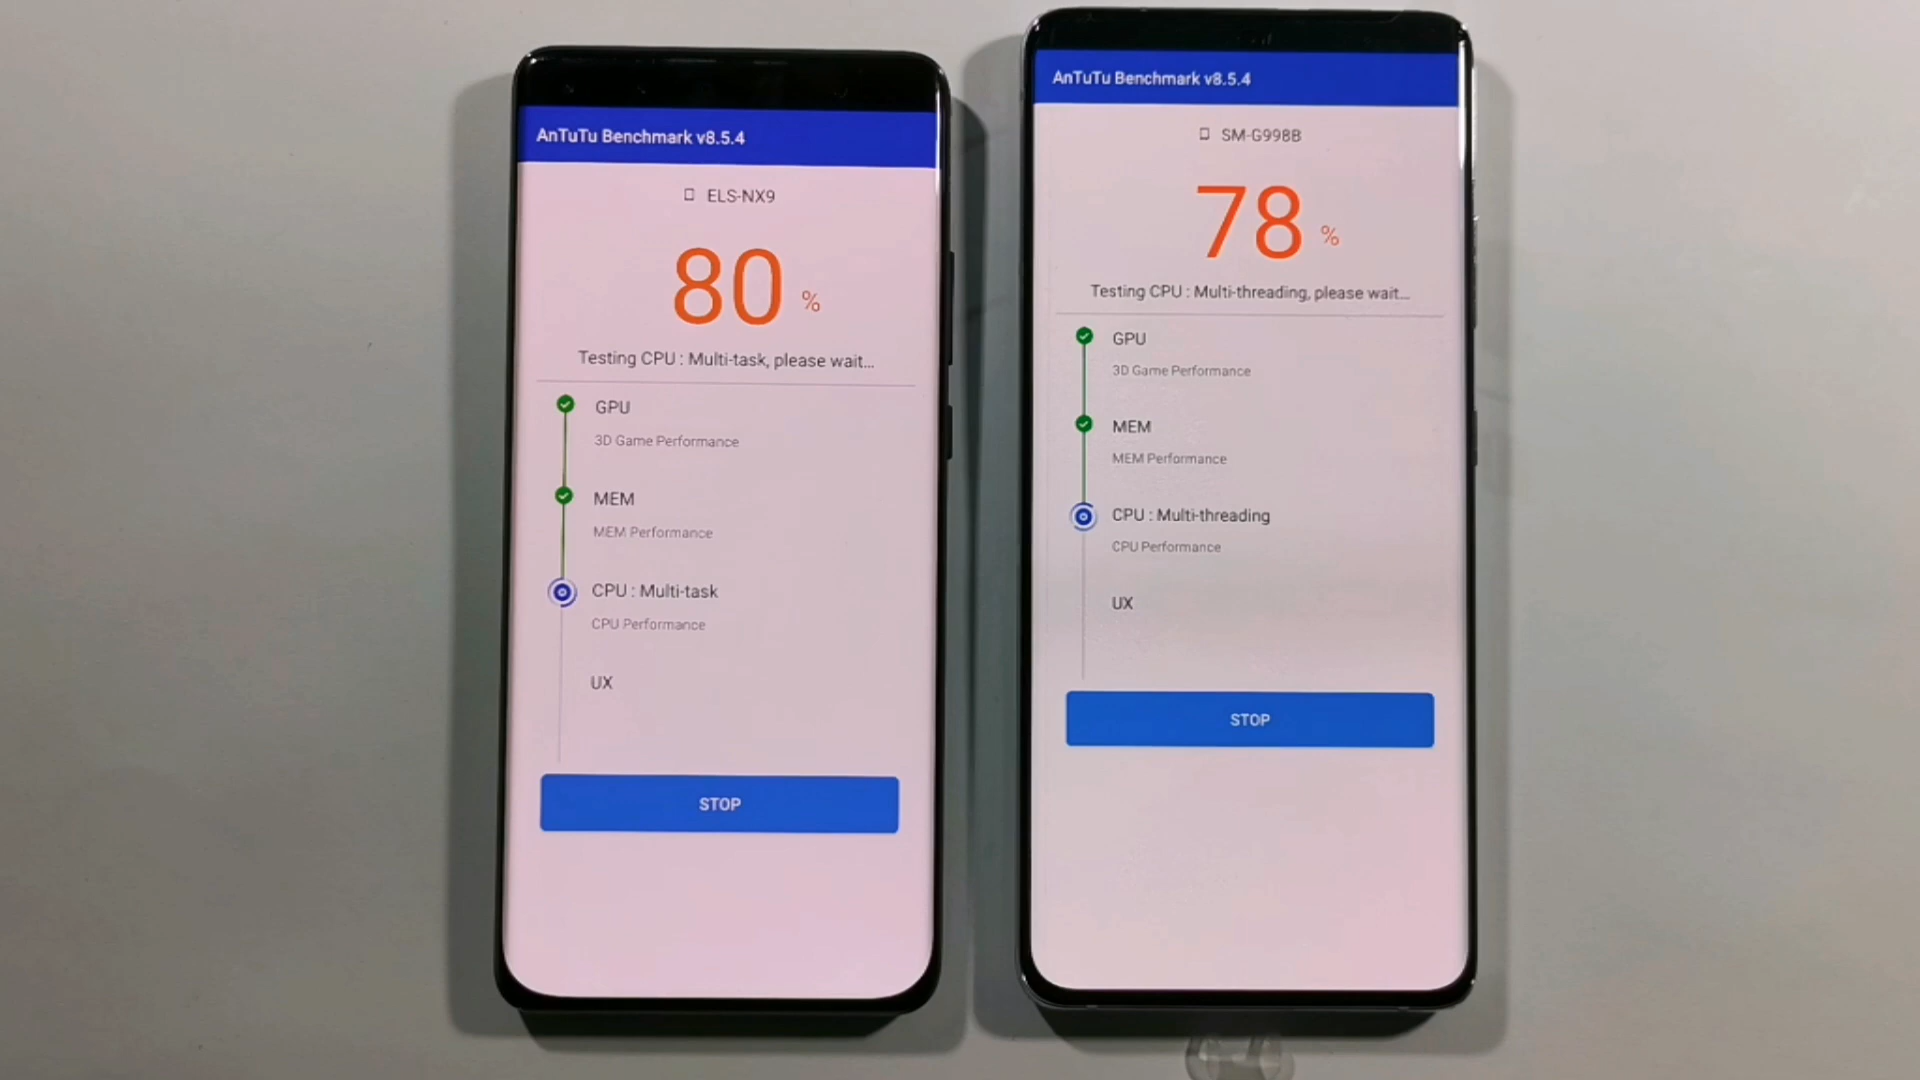 AnTuTu Benchmark v8.5.4
ELS-NX9
80 %
Testing CPU : Multi-task, please wait...
GPU
3D Game Performance
MEM
MEM Performance
CPU : Multi-task
CPU Performance
UX
STOP
AnTuTu Benchmark v8.5.4
SM-G998B
78 %
Testing CPU : Multi-threading, please wait...
GPU
3D Game Performance
MEM
MEM Performance
CPU : Multi-threading
CPU Performance
UX
STOP